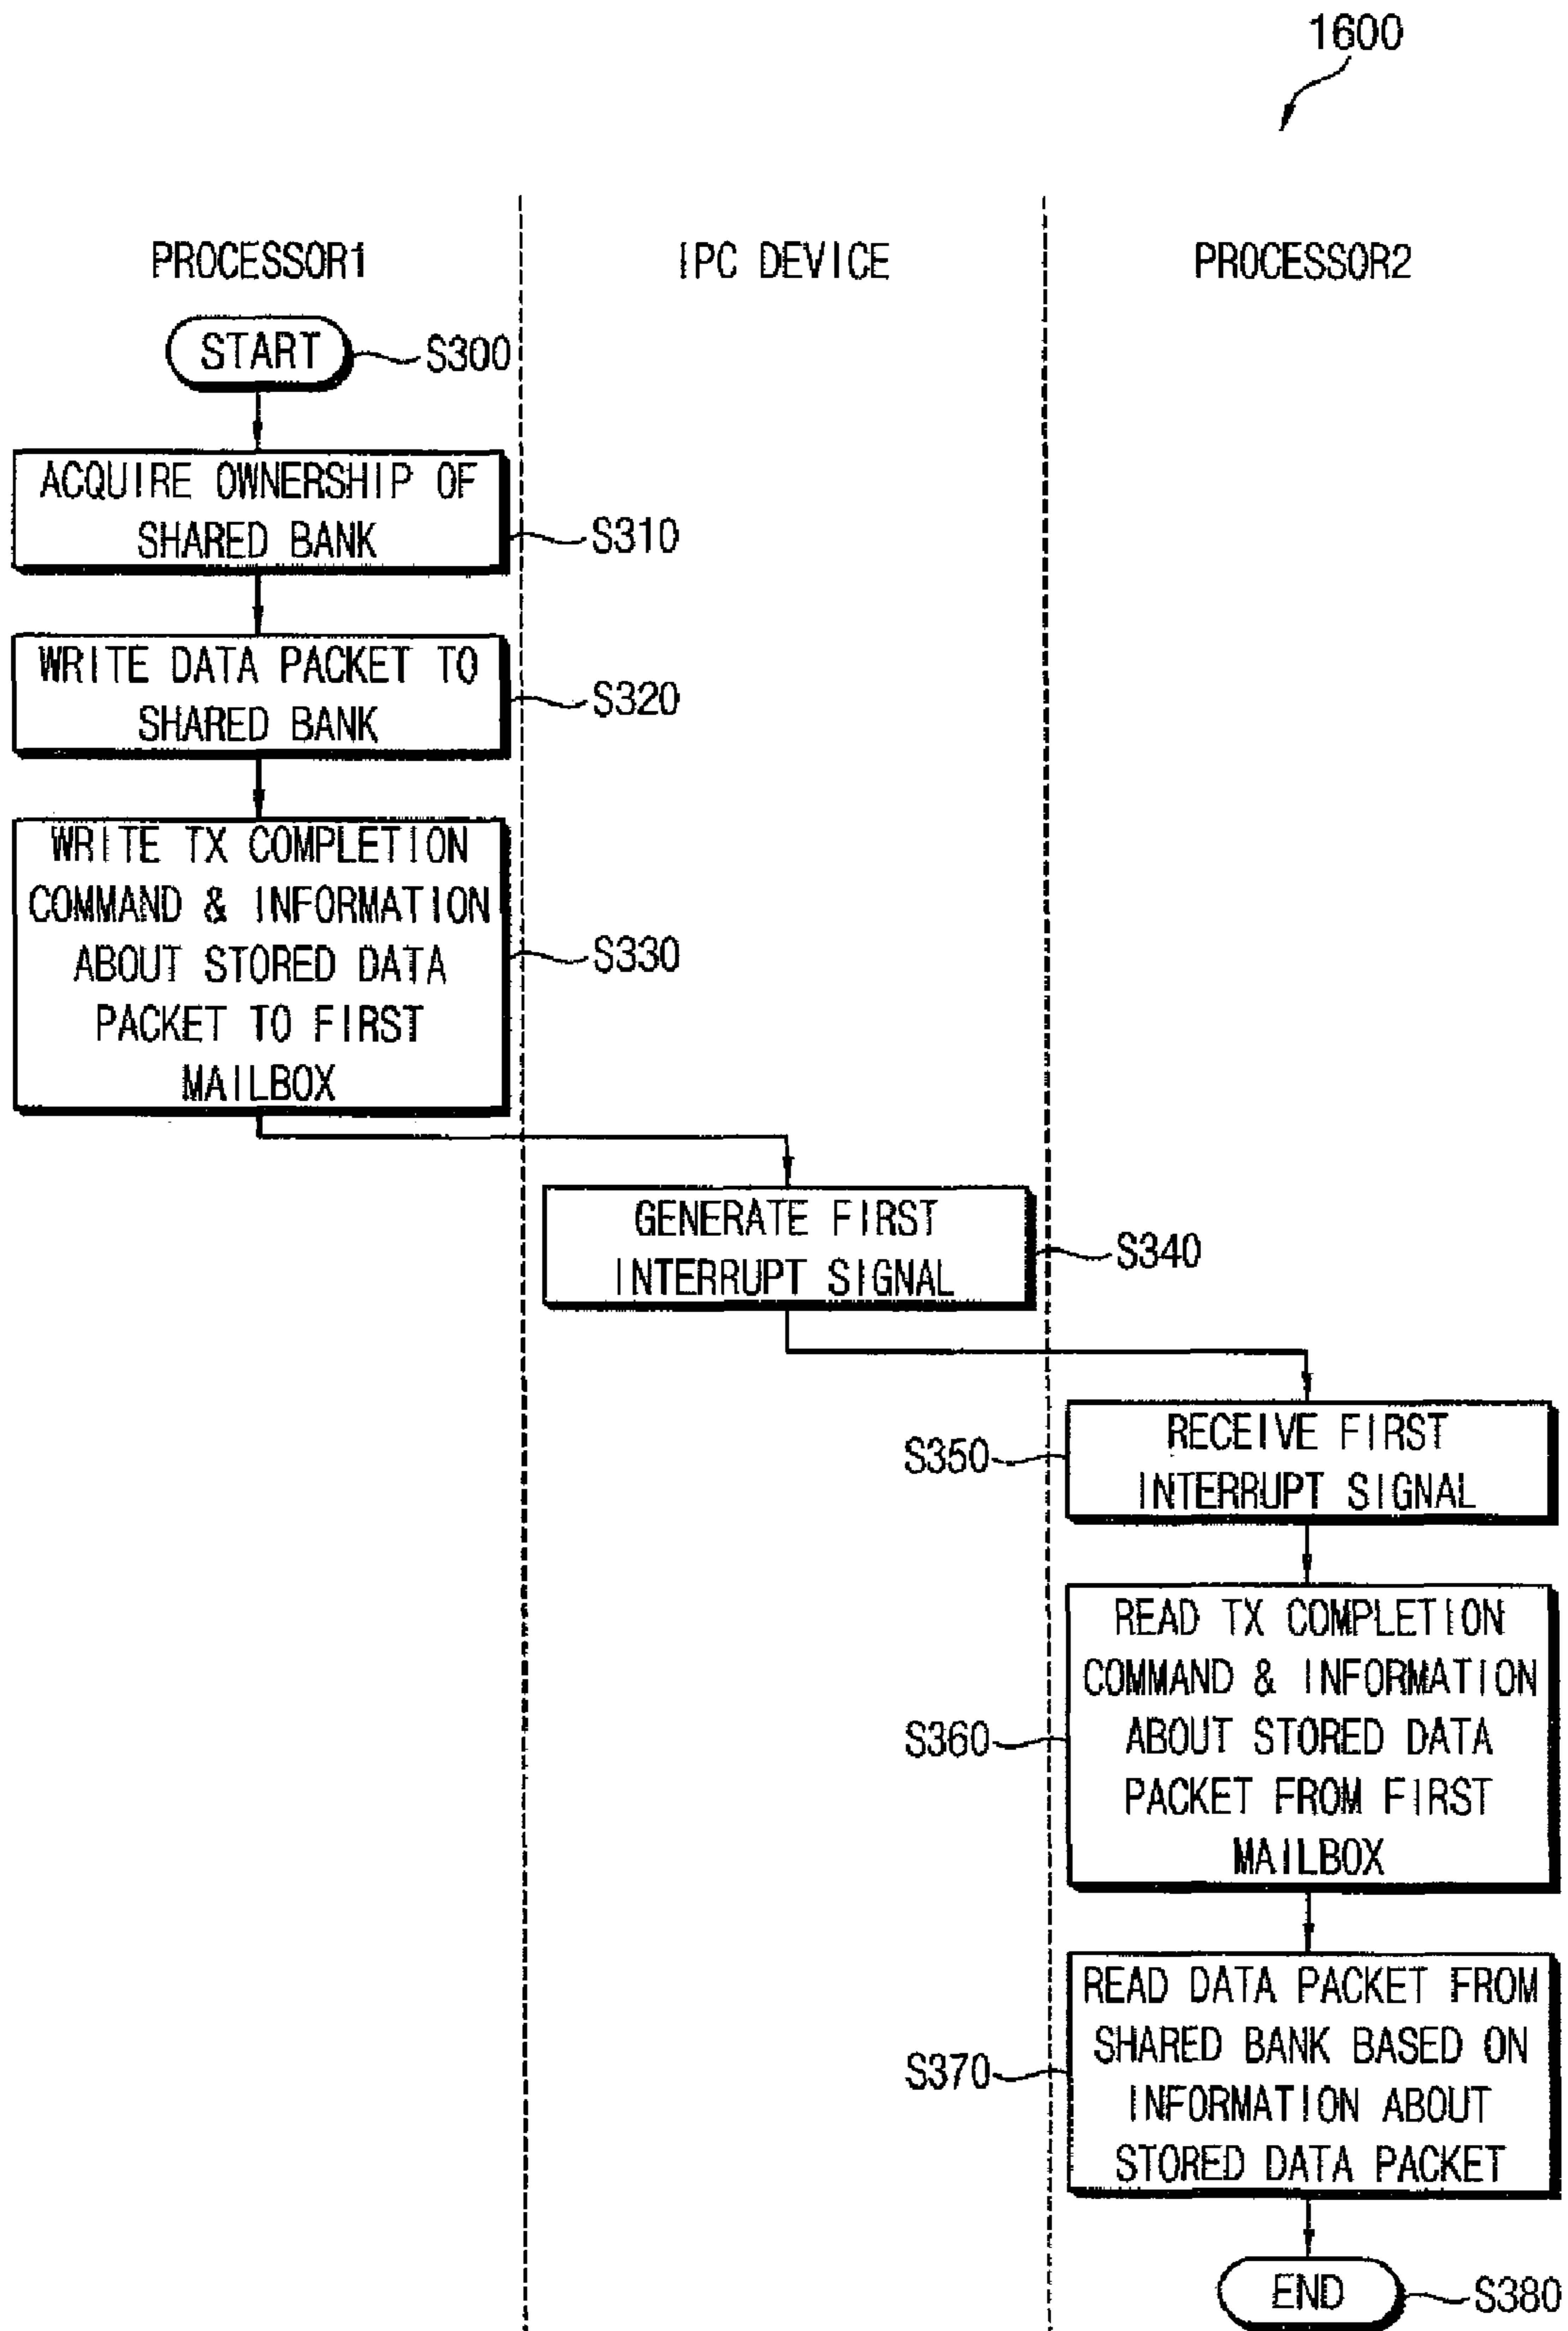 1600
PROCESSOR1
IPC DEVICE
PROCESSOR2
START
S300
ACQUIRE OWNERSHIP OF
SHARED BANK
S310
WRITE DATA PACKET TO
SHARED BANK
S320
WRITE TX COMPLETION
COMMAND & INFORMATION
ABOUT STORED DATA
PACKET TO FIRST
MAILBOX
S330
GENERATE FIRST
INTERRUPT SIGNAL
S340
RECEIVE FIRST
INTERRUPT SIGNAL
S350
READ TX COMPLETION
COMMAND & INFORMATION
ABOUT STORED DATA
PACKET FROM FIRST
MAILBOX
S360
READ DATA PACKET FROM
SHARED BANK BASED ON
INFORMATION ABOUT
STORED DATA PACKET
S370
END
S380